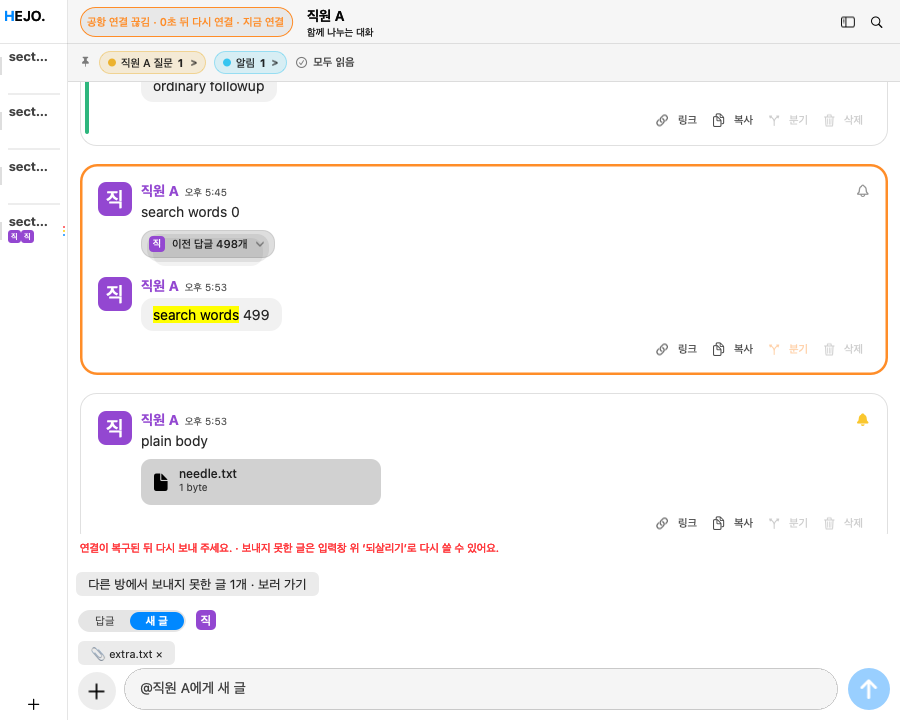 HEJO.
공항 연결 끊김 · 0초 뒤 다시 연결 · 지금 연결
직원 A
함께 나누는 대화
sect...
sect...
sect...
sect...
직 직
직원 A 질문 1 >
알림 1 >
모두 읽음
ordinary followup
링크 복사 분기 삭제
직
직원 A 오후 5:45
search words 0
직 이전 답글 498개
직
직원 A 오후 5:53
search words 499
링크 복사 분기 삭제
직
직원 A 오후 5:53
plain body
needle.txt
1 byte
링크 복사 분기 삭제
연결이 복구된 뒤 다시 보내 주세요. · 보내지 못한 글은 입력창 위 '되살리기'로 다시 쓸 수 있어요.
다른 방에서 보내지 못한 글 1개 · 보러 가기
답글 새 글 직
extra.txt ×
@직원 A에게 새 글